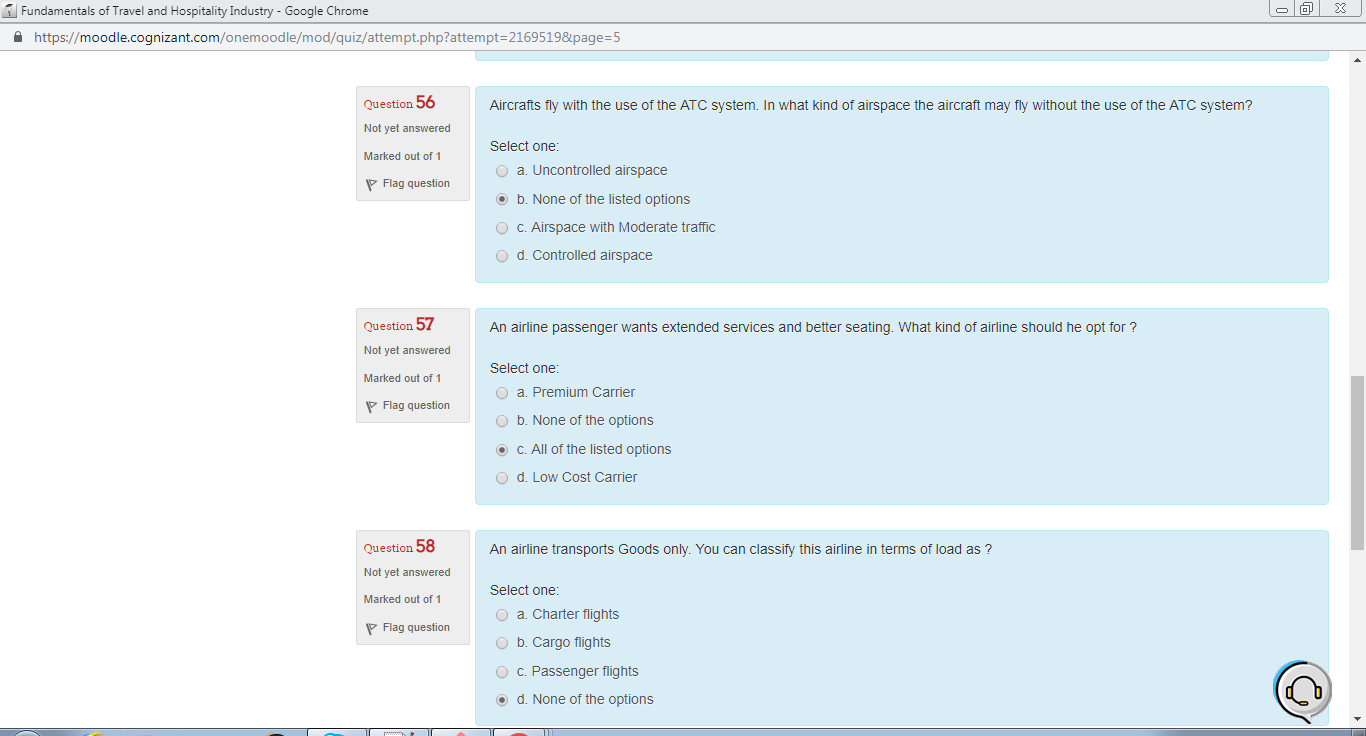 Fundamentals of Travel and Hospitality Industry - Google Chrome
https://moodle.cognizant.com/onemoodle/mod/quiz/attempt.php?attempt=2169519&page=5
Question 56
Not yet answered
Marked out of 1
Flag question
Aircrafts fly with the use of the ATC system. In what kind of airspace the aircraft may fly without the use of the ATC system?
Select one:
a. Uncontrolled airspace
b. None of the listed options
c. Airspace with Moderate traffic
d. Controlled airspace
Question 57
Not yet answered
Marked out of 1
Flag question
An airline passenger wants extended services and better seating. What kind of airline should he opt for ?
Select one:
a. Premium Carrier
b. None of the options
c. All of the listed options
d. Low Cost Carrier
Question 58
Not yet answered
Marked out of 1
Flag question
An airline transports Goods only. You can classify this airline in terms of load as ?
Select one:
a. Charter flights
b. Cargo flights
c. Passenger flights
d. None of the options